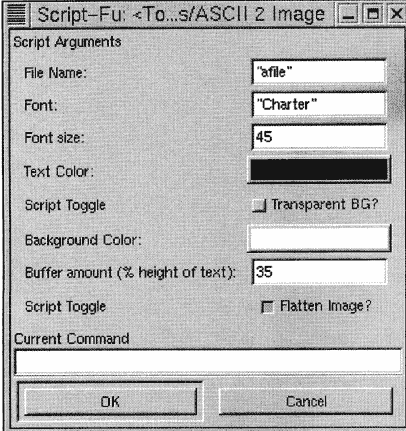 Script-Fu: <To...s/ASCII 2 Image
Script Arguments
File Name: "afile"
Font: "Charter"
Font size: 45
Text Color:
Script Toggle Transparent BG?
Background Color:
Buffer amount (% height of text): 35
Script Toggle Flatten Image?
Current Command
OK Cancel